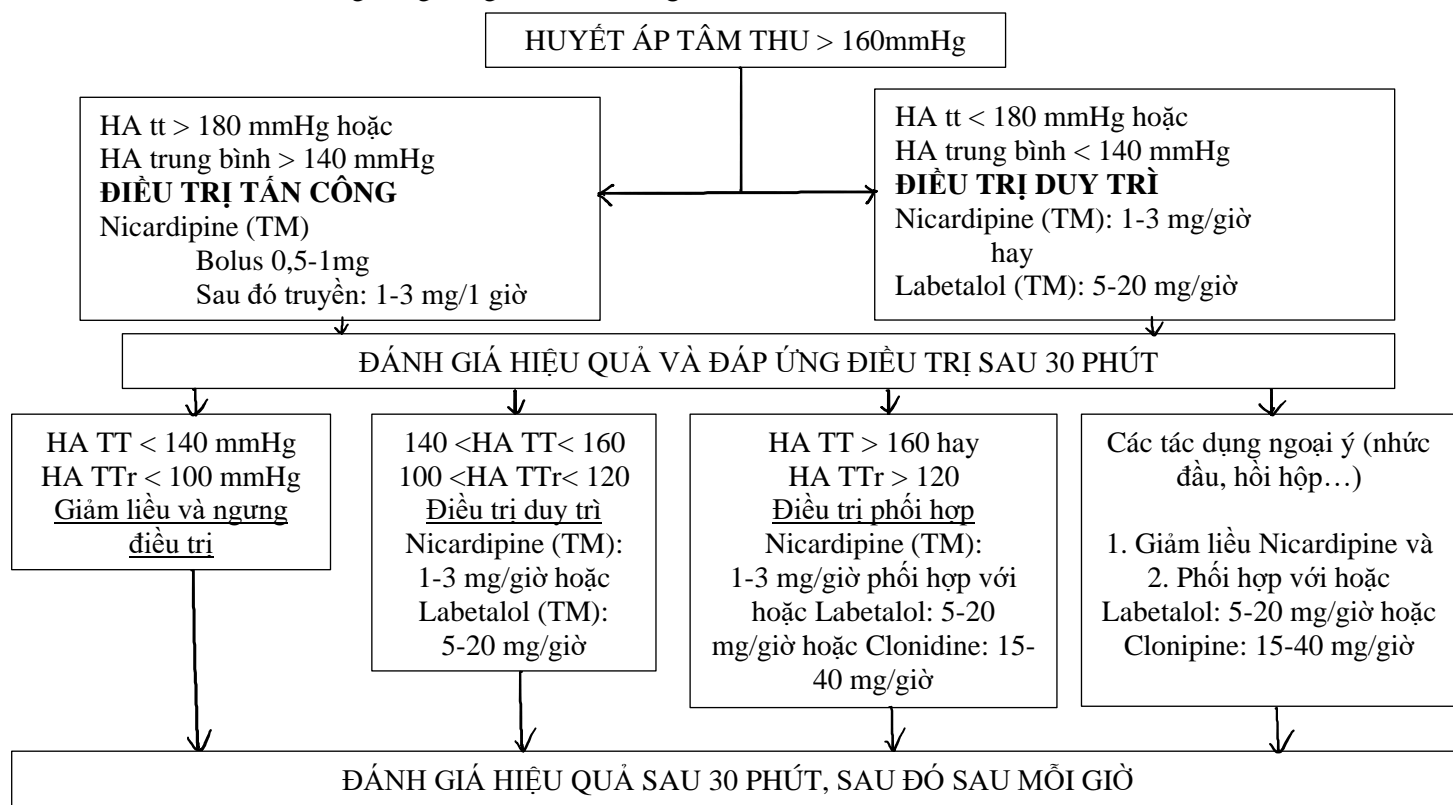 HUYẾT ÁP TÂM THU > 160mmHg
HA tt > 180 mmHg hoặc
HA trung bình > 140 mmHg
ĐIỀU TRỊ TẤN CÔNG
Nicardipine (TM)
Bolus 0,5-1mg
Sau đó truyền: 1-3 mg/1 giờ
HA tt < 180 mmHg hoặc
HA trung bình < 140 mmHg
ĐIỀU TRỊ DUY TRÌ
Nicardipine (TM): 1-3 mg/giờ
hay
Labetalol (TM): 5-20 mg/giờ
ĐÁNH GIÁ HIỆU QUẢ VÀ ĐÁP ỨNG ĐIỀU TRỊ SAU 30 PHÚT
HA TT < 140 mmHg
HA TTr < 100 mmHg
Giảm liều và ngưng
điều trị
140 <HA TT< 160
100 <HA TTr< 120
Điều trị duy trì
Nicardipine (TM):
1-3 mg/giờ hoặc
Labetalol (TM):
5-20 mg/giờ
HA TT > 160 hay
HA TTr > 120
Điều trị phối hợp
Nicardipine (TM):
1-3 mg/giờ phối hợp với
hoặc Labetalol: 5-20
mg/giờ hoặc Clonidine: 15-
40 mg/giờ
Các tác dụng ngoại ý (nhức
đầu, hồi hộp…)
1. Giảm liều Nicardipine và
2. Phối hợp với hoặc
Labetalol: 5-20 mg/giờ hoặc
Clonipine: 15-40 mg/giờ
ĐÁNH GIÁ HIỆU QUẢ SAU 30 PHÚT, SAU ĐÓ SAU MỖI GIỜ